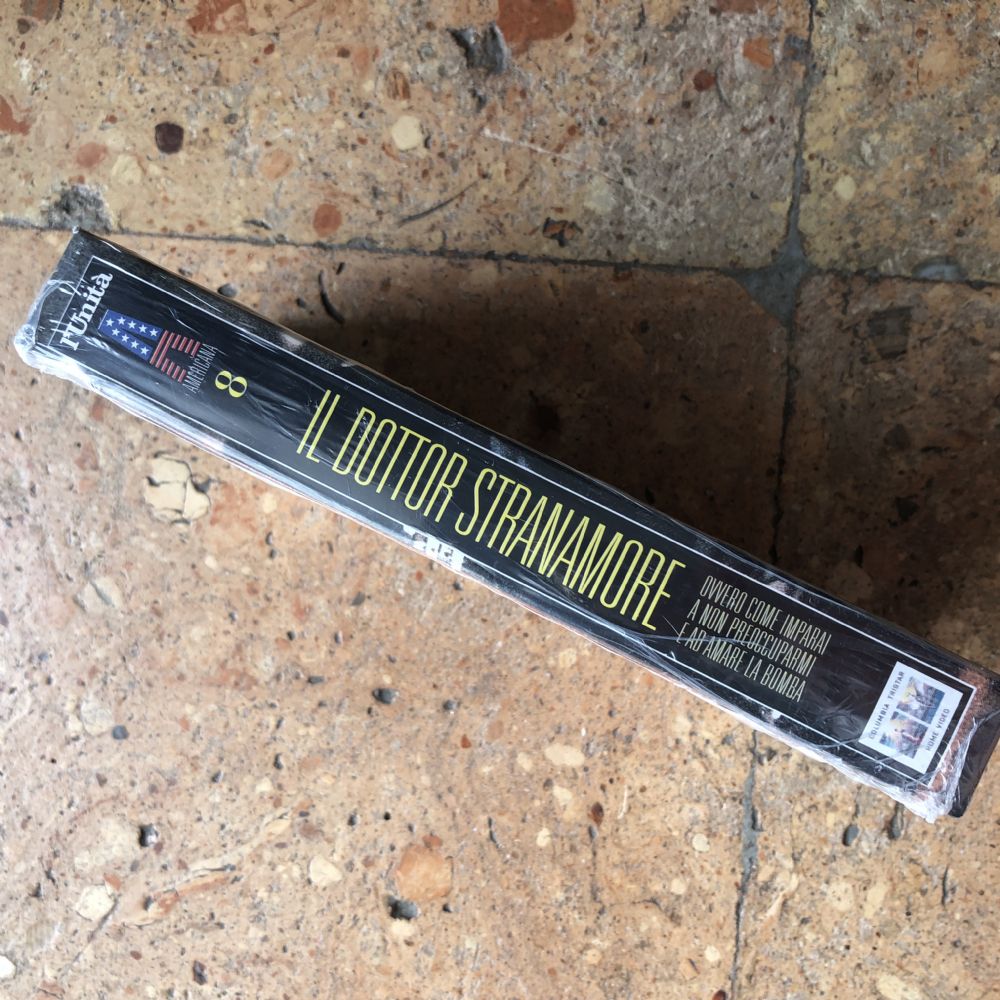 l'Unità
AMERICANA
8
IL DOTTOR STRANAMORE
OVVERO COME IMPARAI
A NON PREOCCUPARMI
E AD AMARE LA BOMBA
COLUMBIA TRISTAR
HOME VIDEO